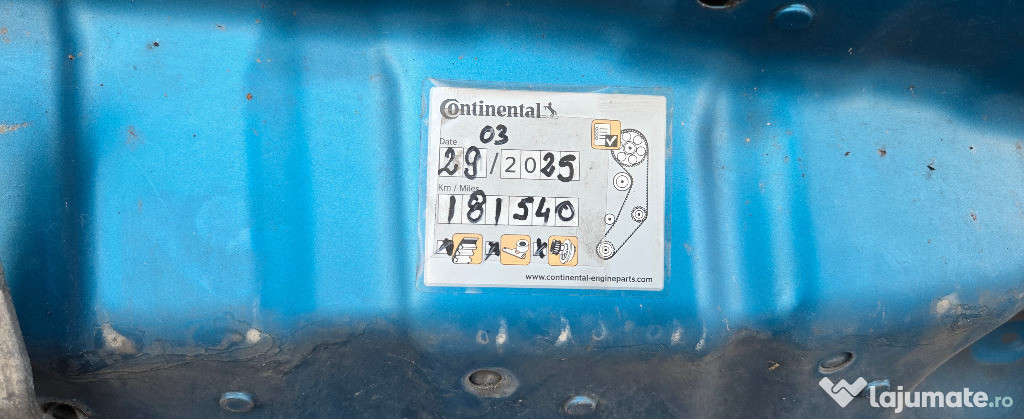 Continental
03
Date
29/2025
Km / Miles
181540
www.continental-engineparts.com
lajumate.ro